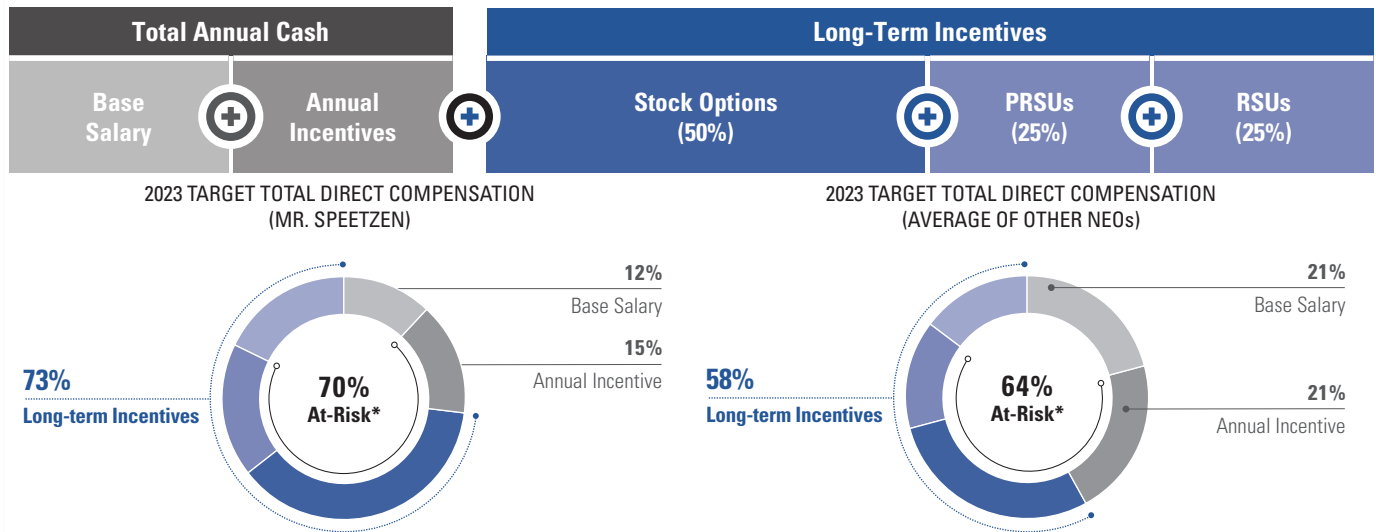 Total Annual Cash
Long-Term Incentives
Base
Salary
Annual
Incentives
Stock Options
(50%)
PRSUs
(25%)
RSUs
(25%)
2023 TARGET TOTAL DIRECT COMPENSATION
(MR. SPEETZEN)
12%
Base Salary
15%
Annual Incentive
73%
Long-term Incentives
70%
At-Risk*
2023 TARGET TOTAL DIRECT COMPENSATION
(AVERAGE OF OTHER NEOs)
21%
Base Salary
21%
Annual Incentive
58%
Long-term Incentives
64%
At-Risk*